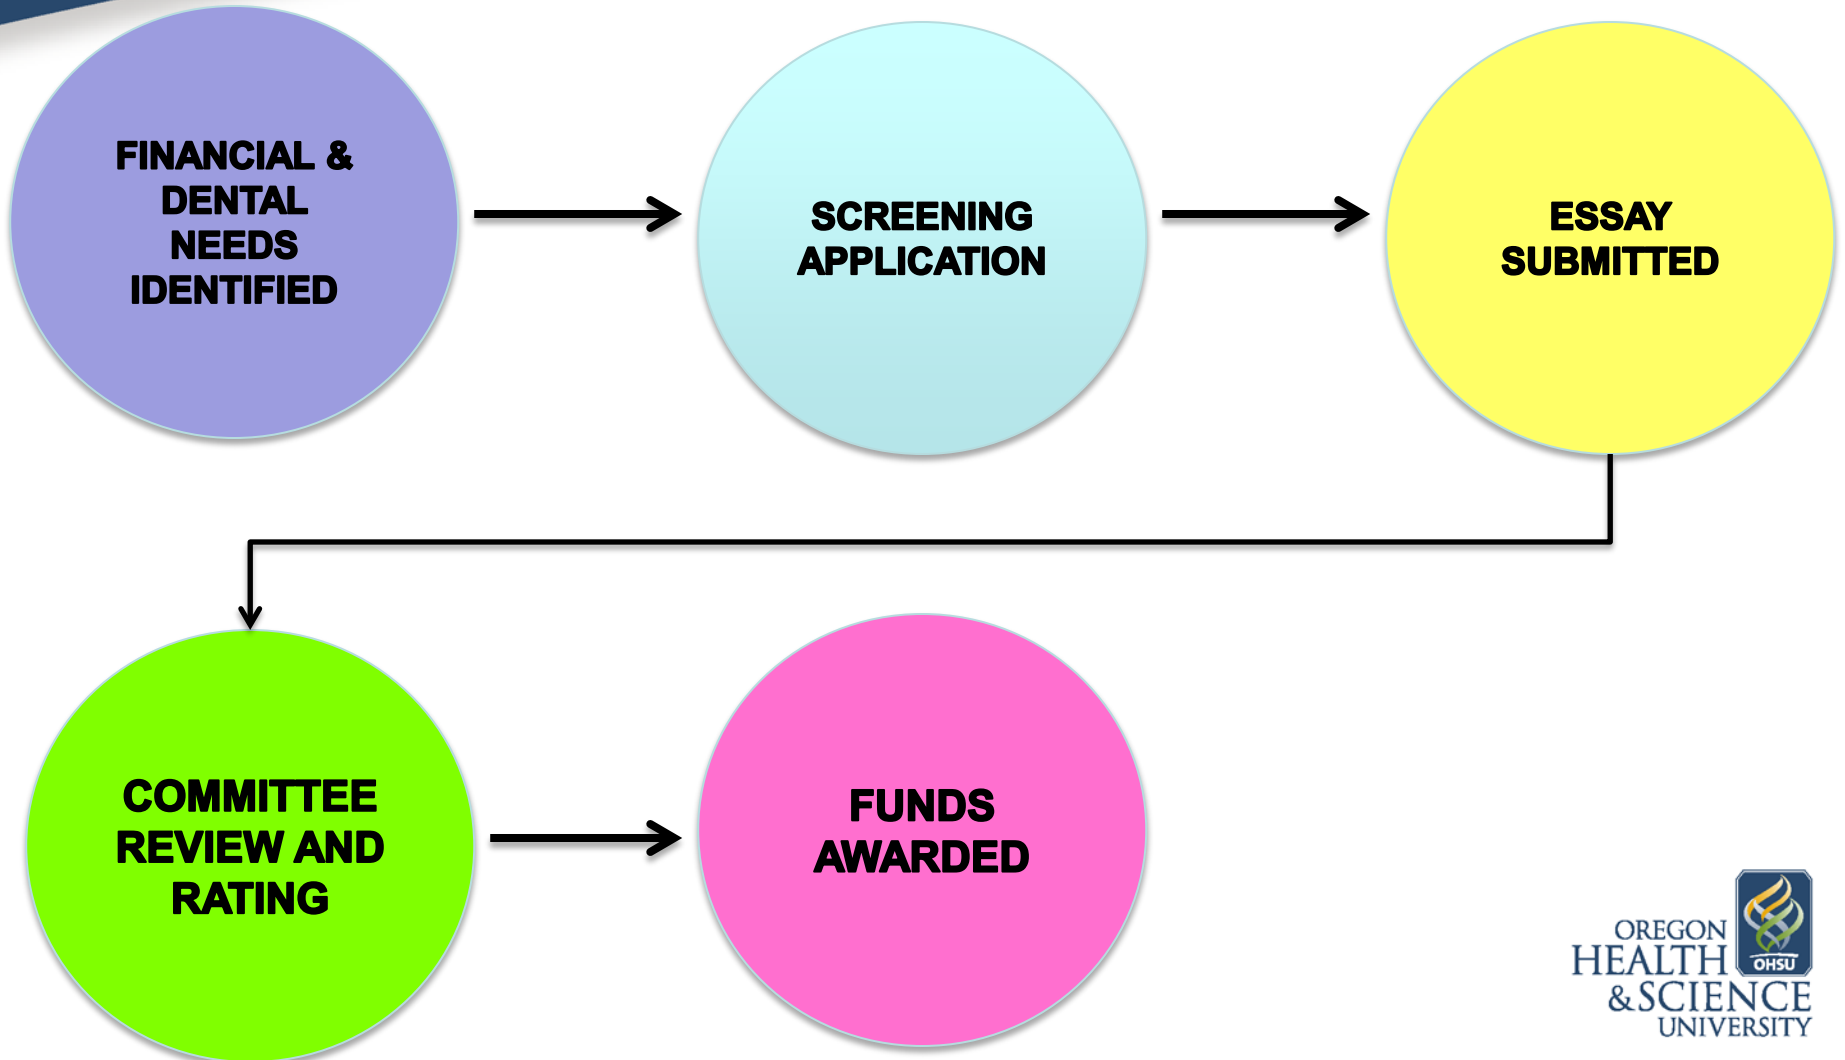 FINANCIAL &
DENTAL
NEEDS
IDENTIFIED
SCREENING
APPLICATION
ESSAY
SUBMITTED
COMMITTEE
REVIEW AND
RATING
FUNDS
AWARDED
OREGON
HEALTH
OHSU
&SCIENCE
UNIVERSITY